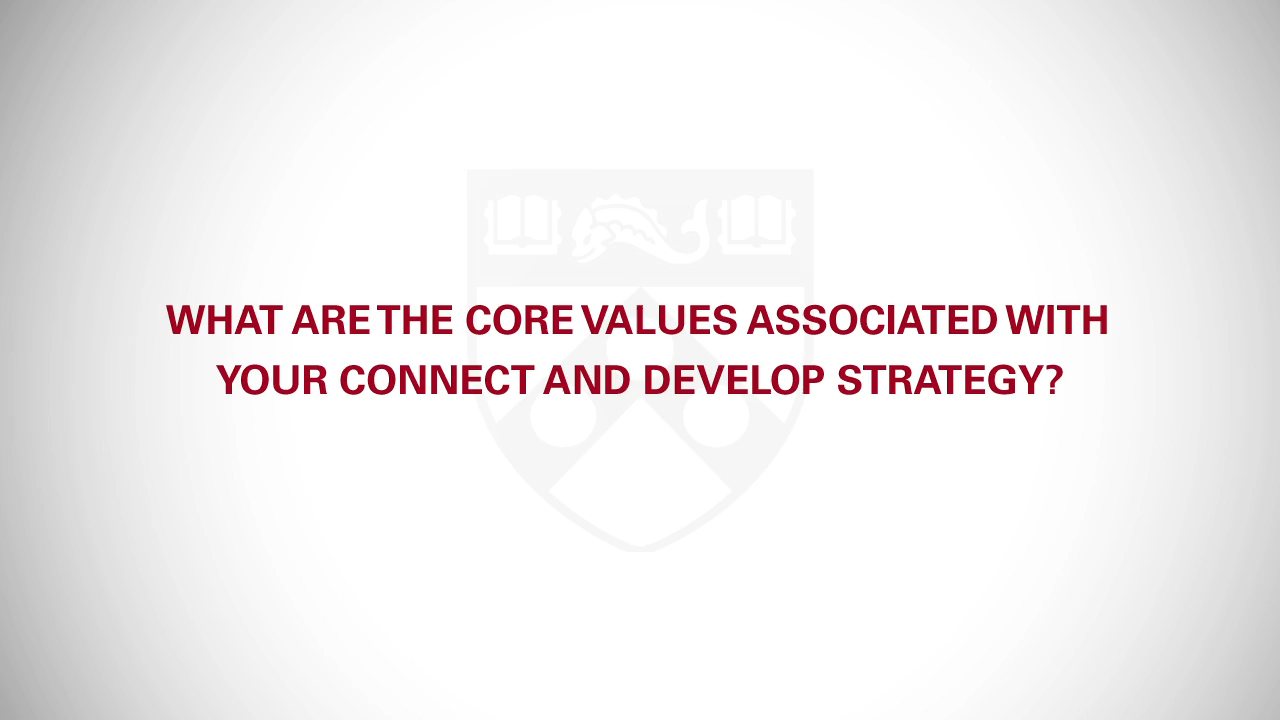 WHAT ARE THE CORE VALUES ASSOCIATED WITH
YOUR CONNECT AND DEVELOP STRATEGY?